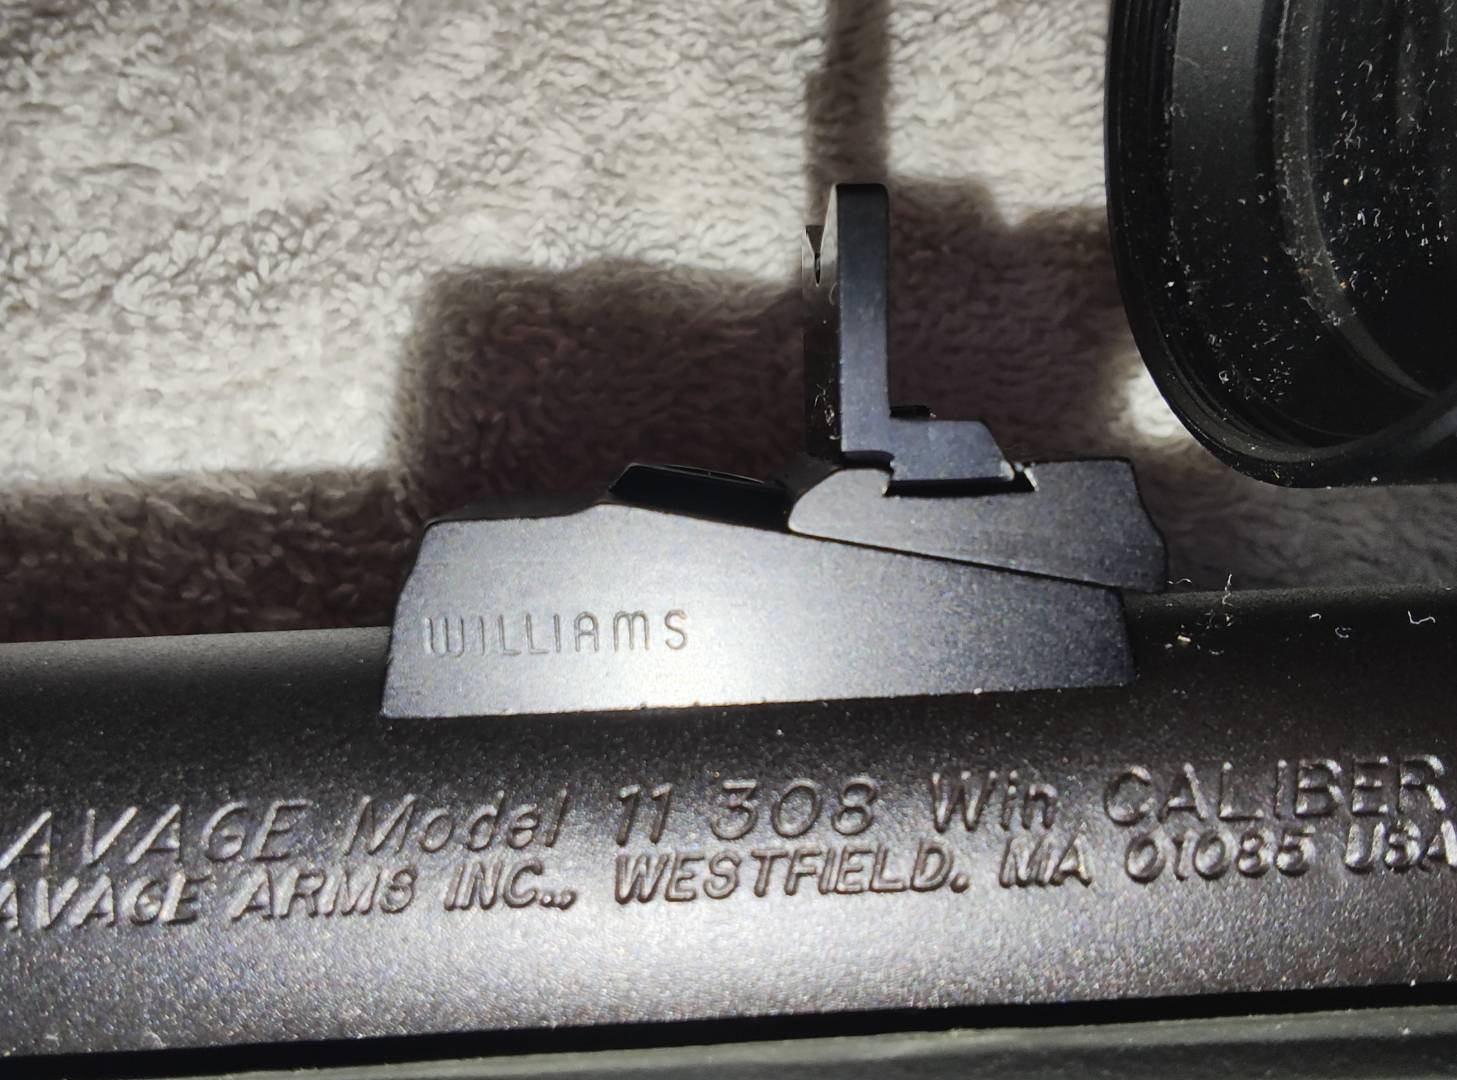 WILLIAMS
AVAGE Model 11 308 Win CALIBER
AVAGE ARMS INC., WESTFIELD. MA 01085 USA